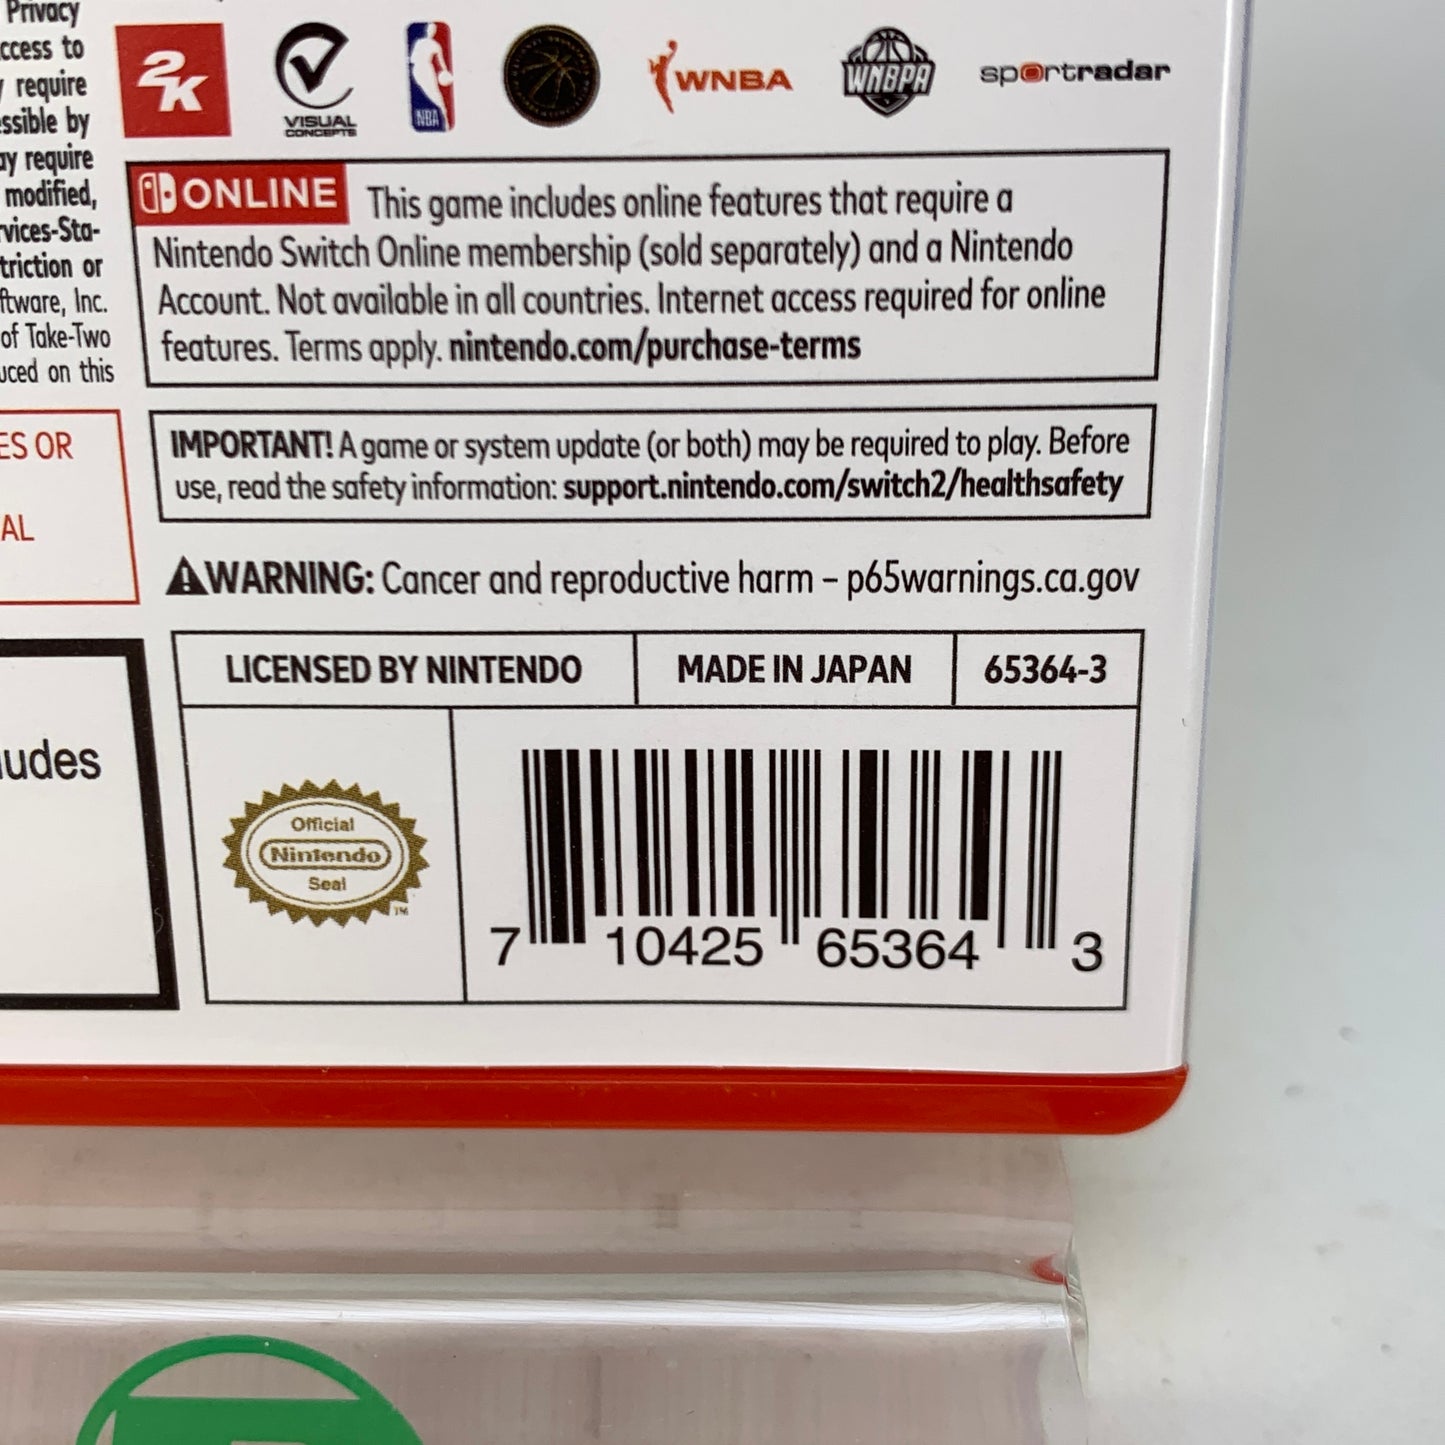 Privacy
ccess to
require
ssible by
ay require
modified,
vices-Sta-
triction or
ftware, Inc.
of Take-Two
uced on this
ES OR
AL
udes
2K
VISUAL
CONCEPTS
NBA
WNBA
WNBPA
sportradar
ONLINE This game includes online features that require a
Nintendo Switch Online membership (sold separately) and a Nintendo
Account. Not available in all countries. Internet access required for online
features. Terms apply. nintendo.com/purchase-terms
IMPORTANT! A game or system update (or both) may be required to play. Before
use, read the safety information: support.nintendo.com/switch2/healthsafety
WARNING: Cancer and reproductive harm – p65warnings.ca.gov
LICENSED BY NINTENDO
MADE IN JAPAN
65364-3
Official
Nintendo
Seal
TM
7 10425 65364 3